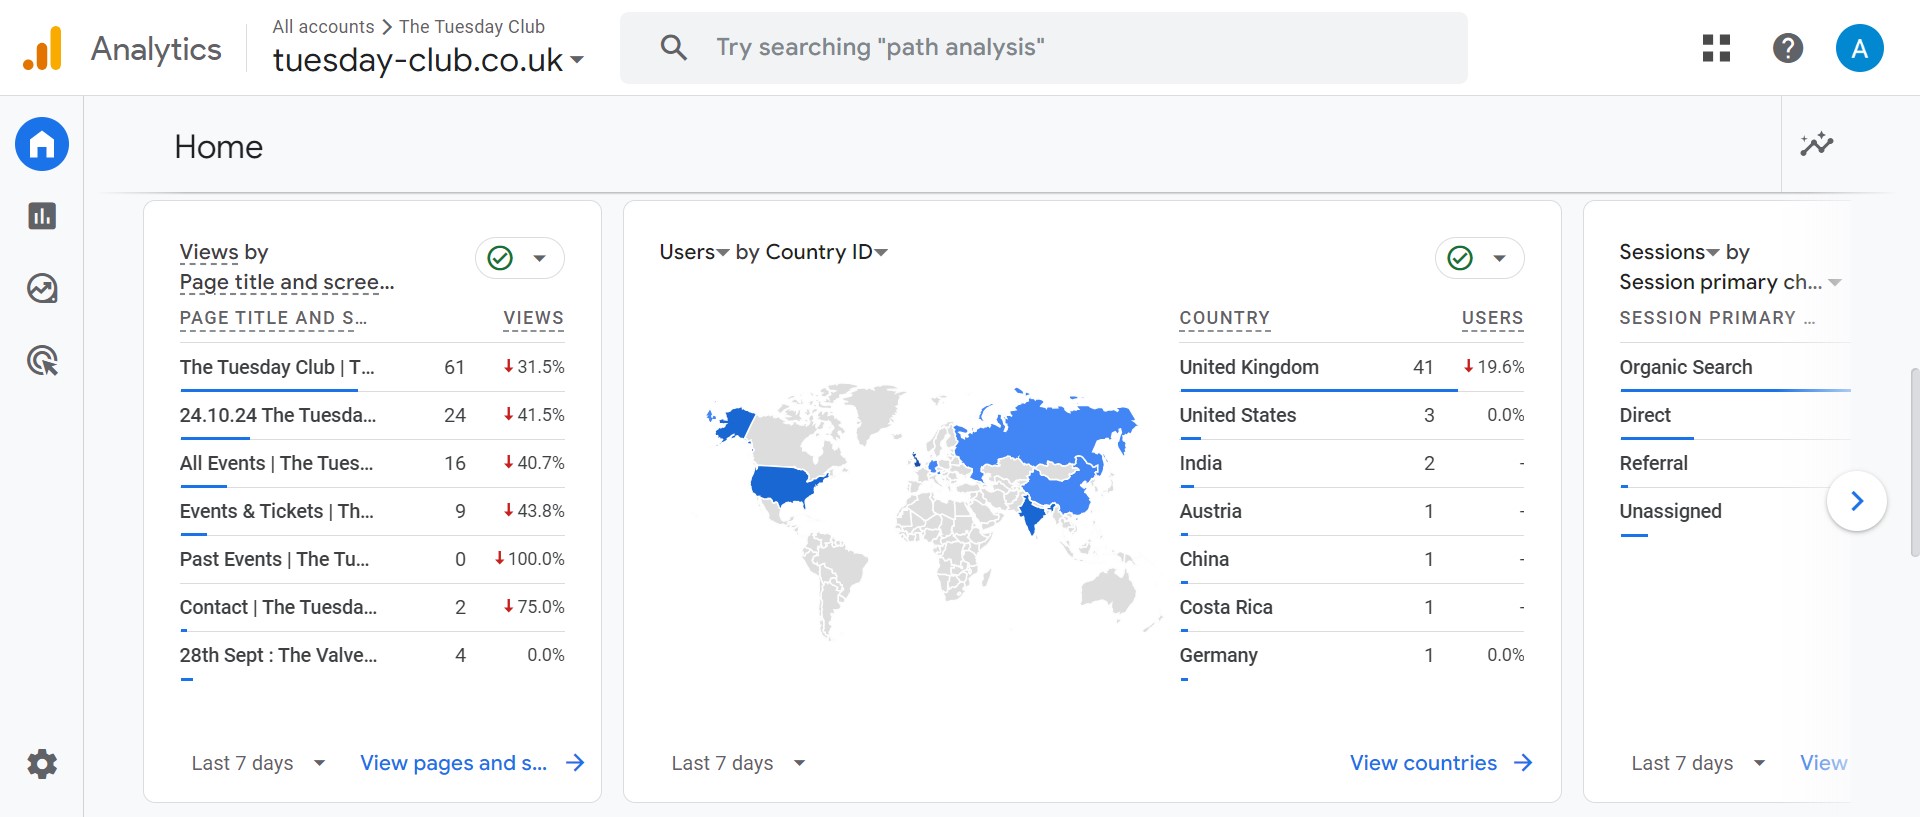 Analytics
All accounts > The Tuesday Club
tuesday-club.co.uk
Try searching "path analysis"
A
Home
Views by
Page title and scree...
PAGE TITLE AND S... VIEWS
The Tuesday Club | T... 61 ↓31.5%
24.10.24 The Tuesda... 24 ↓41.5%
All Events | The Tues... 16 ↓40.7%
Events & Tickets | Th... 9 ↓43.8%
Past Events | The Tu... 0 ↓100.0%
Contact | The Tuesda... 2 ↓75.0%
28th Sept : The Valve... 4 0.0%
Last 7 days View pages and s... →
Users by Country ID
COUNTRY USERS
United Kingdom 41 ↓19.6%
United States 3 0.0%
India 2 -
Austria 1 -
China 1 -
Costa Rica 1 -
Germany 1 0.0%
Last 7 days View countries →
Sessions by
Session primary ch...
SESSION PRIMARY ...
Organic Search
Direct
Referral
Unassigned
Last 7 days View